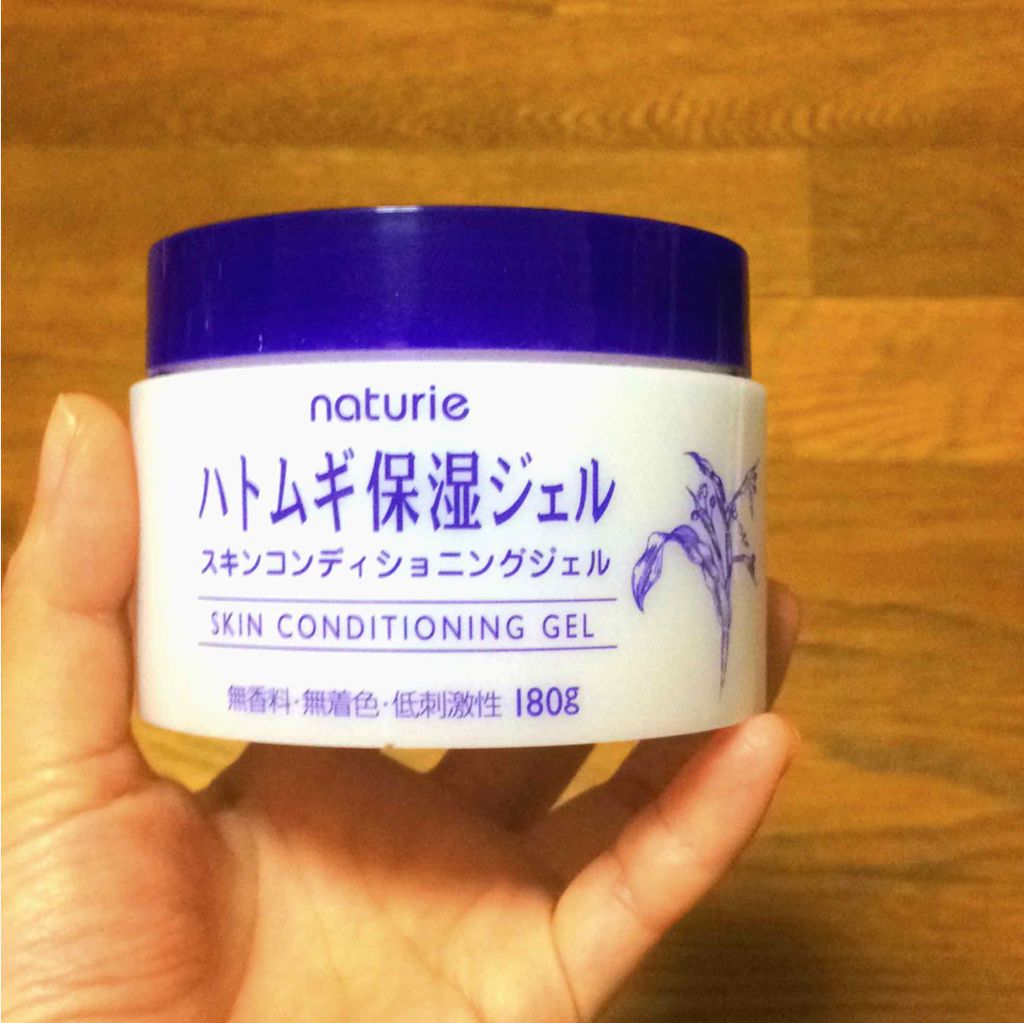 naturie
ハトムギ保湿ジェル
スキンコンディショニングジェル
SKIN CONDITIONING GEL
無香料・無着色・低刺激性 180g